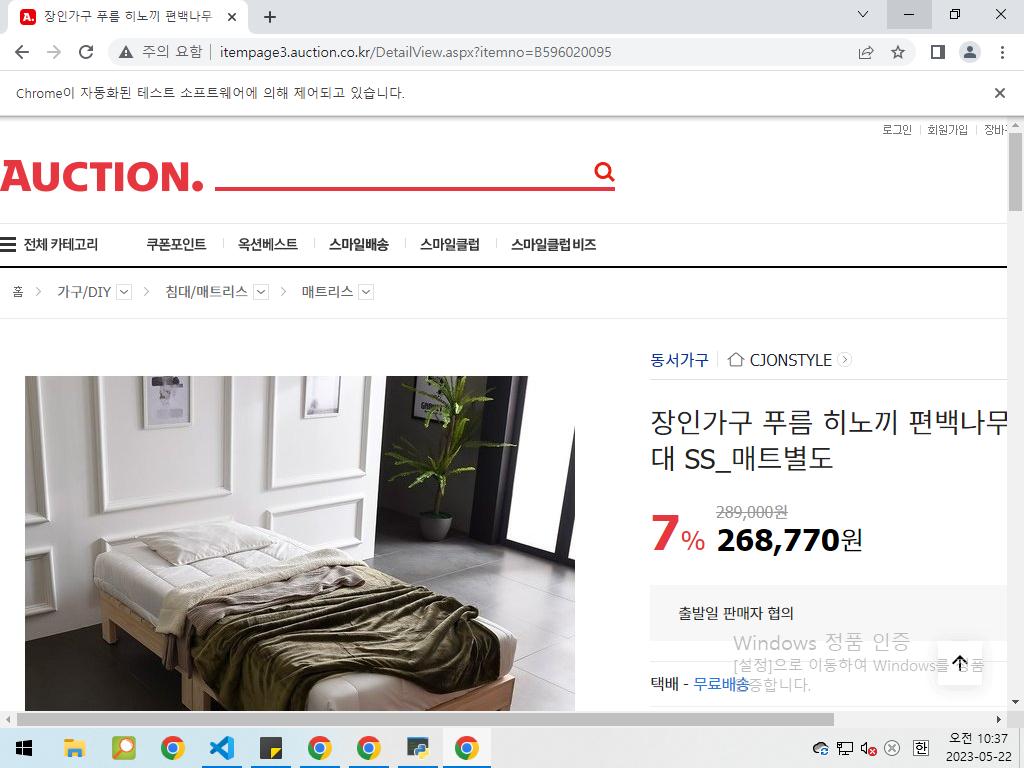 장인가구 푸름 히노끼 편백나무
주의 요함
itempage3.auction.co.kr/DetailView.aspx?itemno=B596020095
Chrome이 자동화된 테스트 소프트웨어에 의해 제어되고 있습니다.
로그인 회원가입
AUCTION.
전체 카테고리 쿠폰포인트 옥션베스트 스마일배송 스마일클럽 스마일클럽 비즈
홈 가구/DIY 침대/매트리스 매트리스
동서가구 CJONSTYLE
장인가구 푸름 히노끼 편백나무
대 SS_매트별도
289,000원
7% 268,770원
출발일 판매자 협의
Windows 정품 인증
[설정]으로 이동하여 Windows를 정품
인증합니다.
택배 - 무료배송
한
오전 10:37
2023-05-22